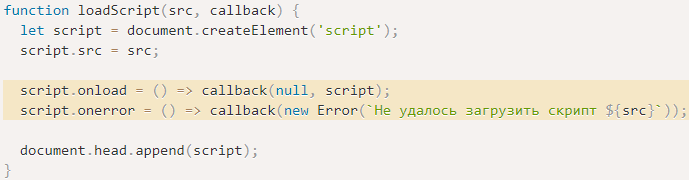 function loadScript(src, callback) {
  let script = document.createElement('script');
  script.src = src;

  script.onload = () => callback(null, script);
  script.onerror = () => callback(new Error(`Не удалось загрузить скрипт ${src}`));

  document.head.append(script);
}